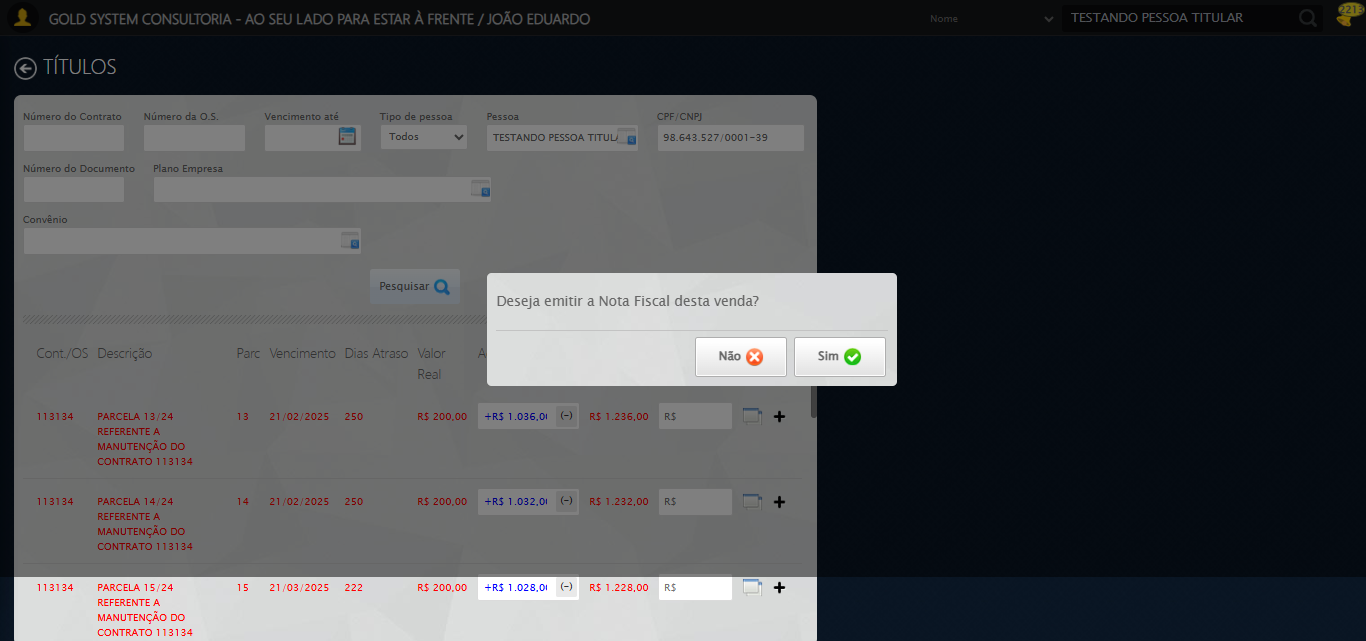 GOLD SYSTEM CONSULTORIA - AO SEU LADO PARA ESTAR À FRENTE / JOÃO EDUARDO
Nome
TESTANDO PESSOA TITULAR
2213
TÍTULOS
Número do Contrato Número da O.S. Vencimento até Tipo de pessoa Pessoa CPF/CNPJ
Todos TESTANDO PESSOA TITUL 98.643.527/0001-39
Número do Documento Plano Empresa
Convênio
Pesquisar
Deseja emitir a Nota Fiscal desta venda?
Não Sim
Cont./OS Descrição Parc Vencimento Dias Atraso Valor
Real
113134 PARCELA 13/24 13 21/02/2025 250 R$ 200,00 +R$ 1.036,0 (-) R$ 1.236,00 R$
REFERENTE A
MANUTENÇÃO DO
CONTRATO 113134
113134 PARCELA 14/24 14 21/02/2025 250 R$ 200,00 +R$ 1.032,0 (-) R$ 1.232,00 R$
REFERENTE A
MANUTENÇÃO DO
CONTRATO 113134
113134 PARCELA 15/24 15 21/03/2025 222 R$ 200,00 +R$ 1.028,0 (-) R$ 1.228,00 R$
REFERENTE A
MANUTENÇÃO DO
CONTRATO 113134